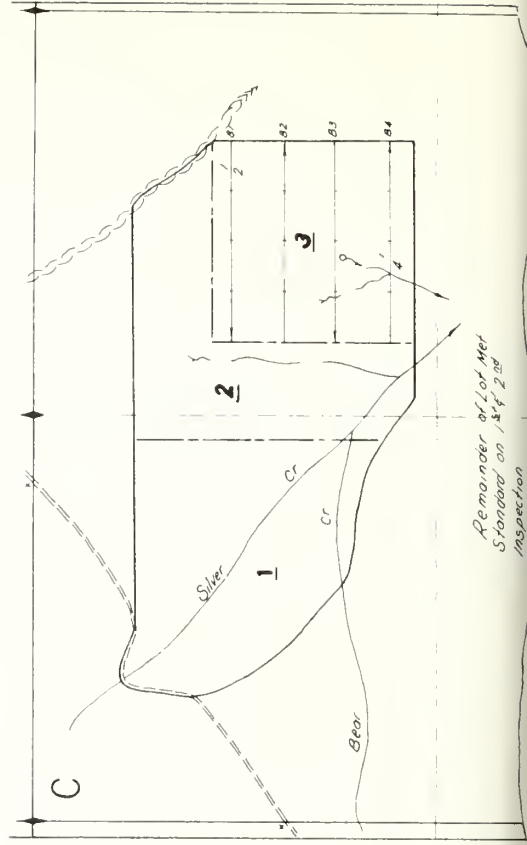 C
Silver Cr
Bear Cr
1
2
3
B1
B2
B3
B4
1
2
1
4
Remainder of Lot Met
Standard on 1st & 2nd
Inspection